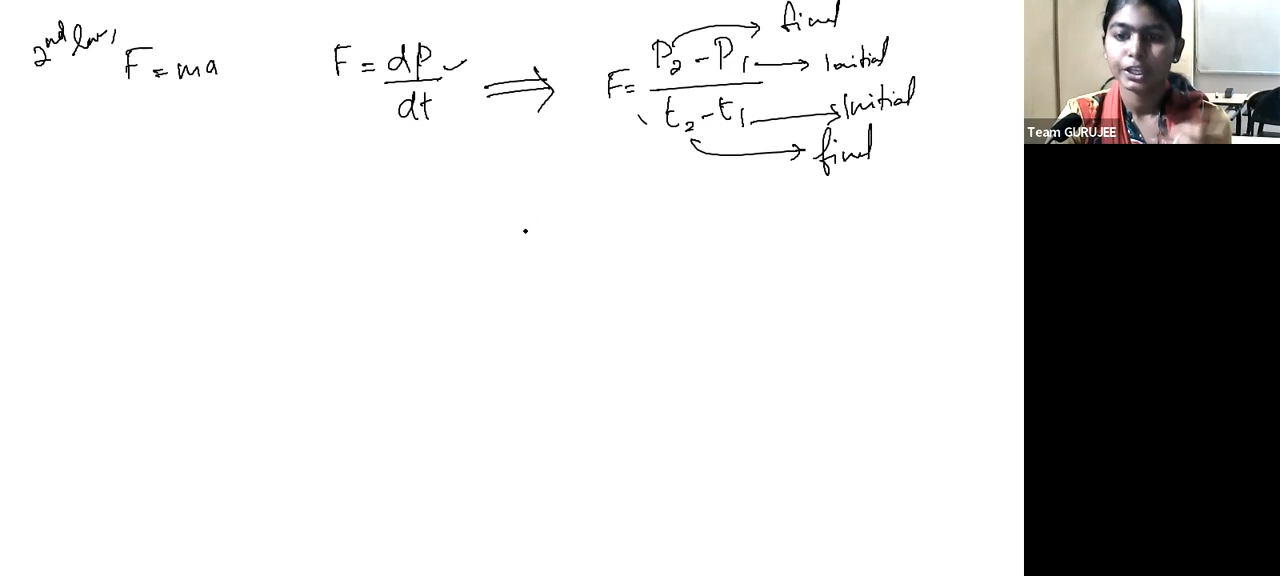 2nd law,
F = ma
F = dp/dt
⟹
F = P₂ - P₁ / t₂ - t₁
final
Initial
Initial
final
Team GURUJEE